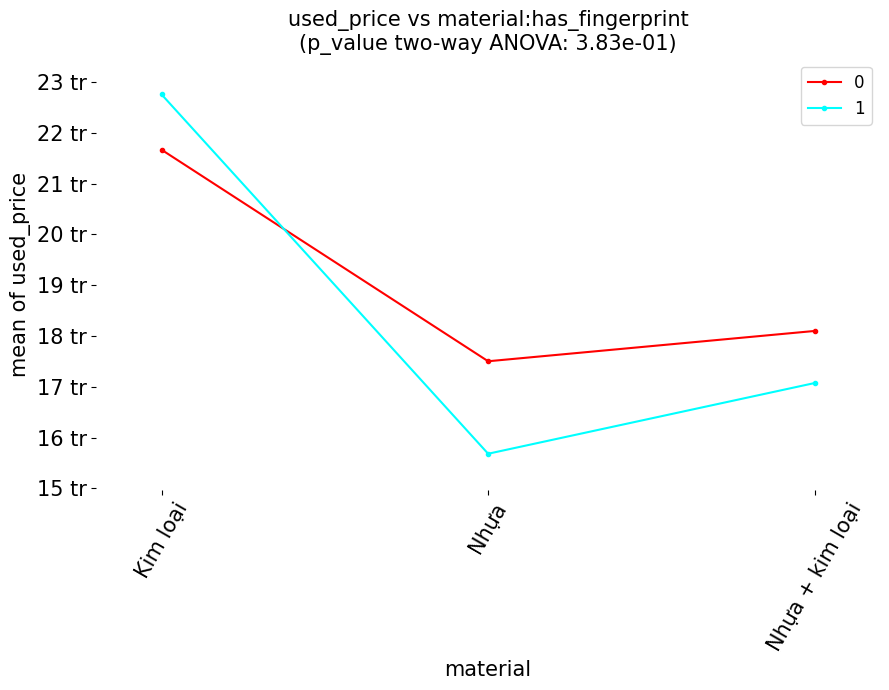 used_price vs material:has_fingerprint
(p_value two-way ANOVA: 3.83e-01)
0
1
23 tr
22 tr
21 tr
20 tr
19 tr
18 tr
17 tr
16 tr
15 tr
mean of used_price
Kim loại
Nhựa
Nhựa + kim loại
material